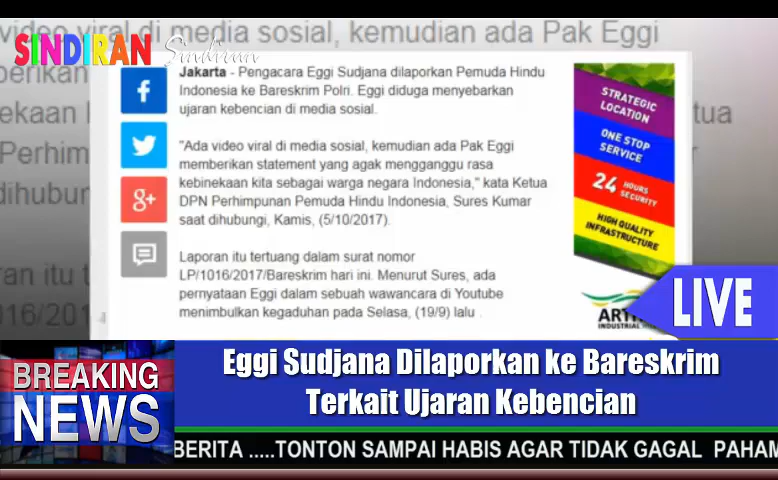 video viral di media sosial, kemudian ada Pak Eggi
SINDIRAN Sindiran
Jakarta - Pengacara Eggi Sudjana dilaporkan Pemuda Hindu
Indonesia ke Bareskrim Polri. Eggi diduga menyebarkan
ujaran kebencian di media sosial.
"Ada video viral di media sosial, kemudian ada Pak Eggi
memberikan statement yang agak mengganggu rasa
kebinekaan kita sebagai warga negara Indonesia," kata Ketua
DPN Perhimpunan Pemuda Hindu Indonesia, Sures Kumar
saat dihubungi, Kamis, (5/10/2017).
Laporan itu tertuang dalam surat nomor
LP/1016/2017/Bareskrim hari ini. Menurut Sures, ada
pernyataan Eggi dalam sebuah wawancara di Youtube
menimbulkan kegaduhan pada Selasa, (19/9) lalu .
f
g+
STRATEGIC
LOCATION
ONE STOP
SERVICE
24 HOURS
SECURITY
HIGH QUALITY
INFRASTRUCTURE
INDUSTRIAL
LIVE
BREAKING
NEWS
Eggi Sudjana Dilaporkan ke Bareskrim
Terkait Ujaran Kebencian
BERITA .....TONTON SAMPAI HABIS AGAR TIDAK GAGAL PAHAM